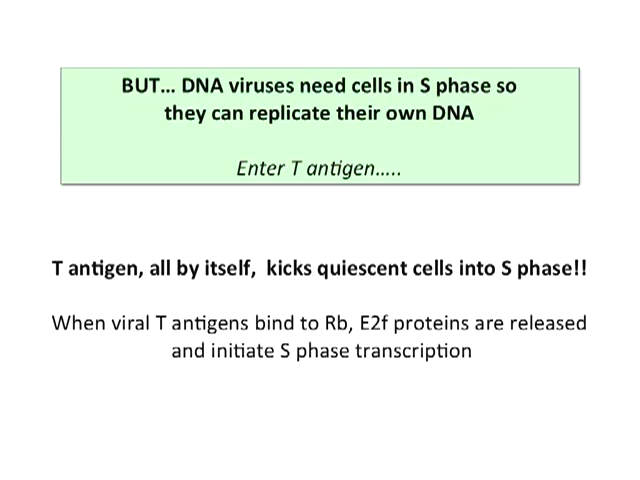 BUT... DNA viruses need cells in S phase so
they can replicate their own DNA
Enter T antigen.....
T antigen, all by itself,  kicks quiescent cells into S phase!!
When viral T antigens bind to Rb, E2f proteins are released
and initiate S phase transcription